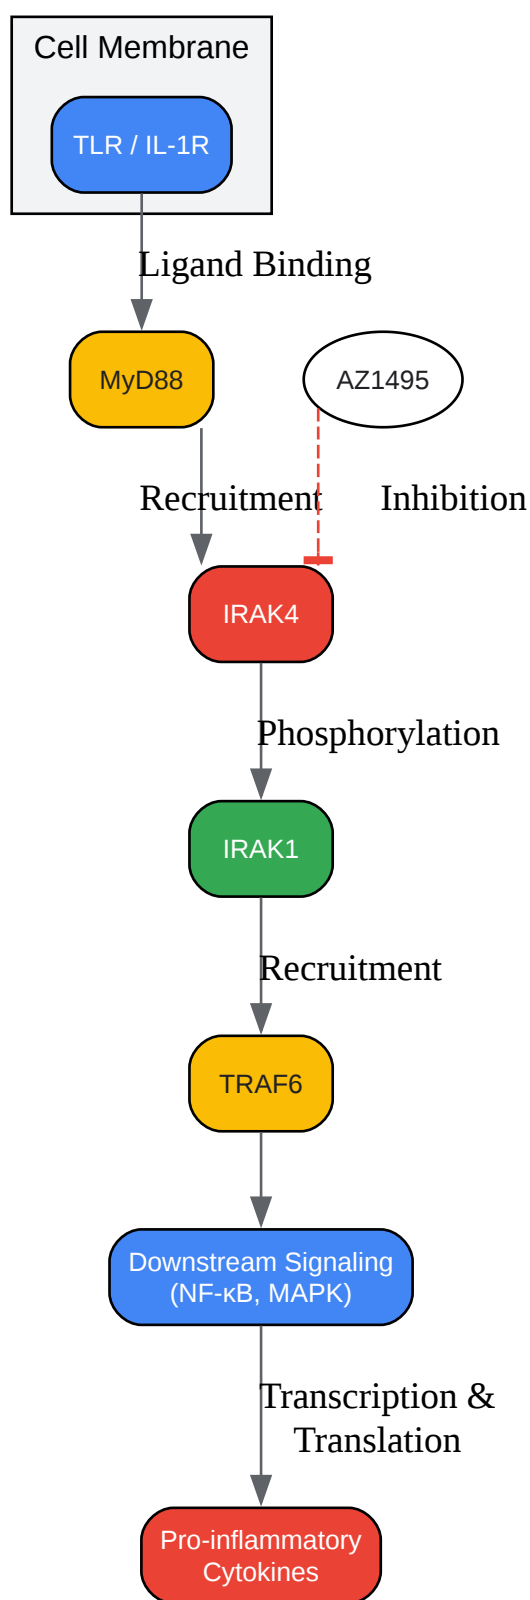 Cell Membrane
TLR / IL-1R
Ligand Binding
MyD88
AZ1495
Recruitment
Inhibition
IRAK4
Phosphorylation
IRAK1
Recruitment
TRAF6
Downstream Signaling
(NF-κB, MAPK)
Transcription &
Translation
Pro-inflammatory
Cytokines